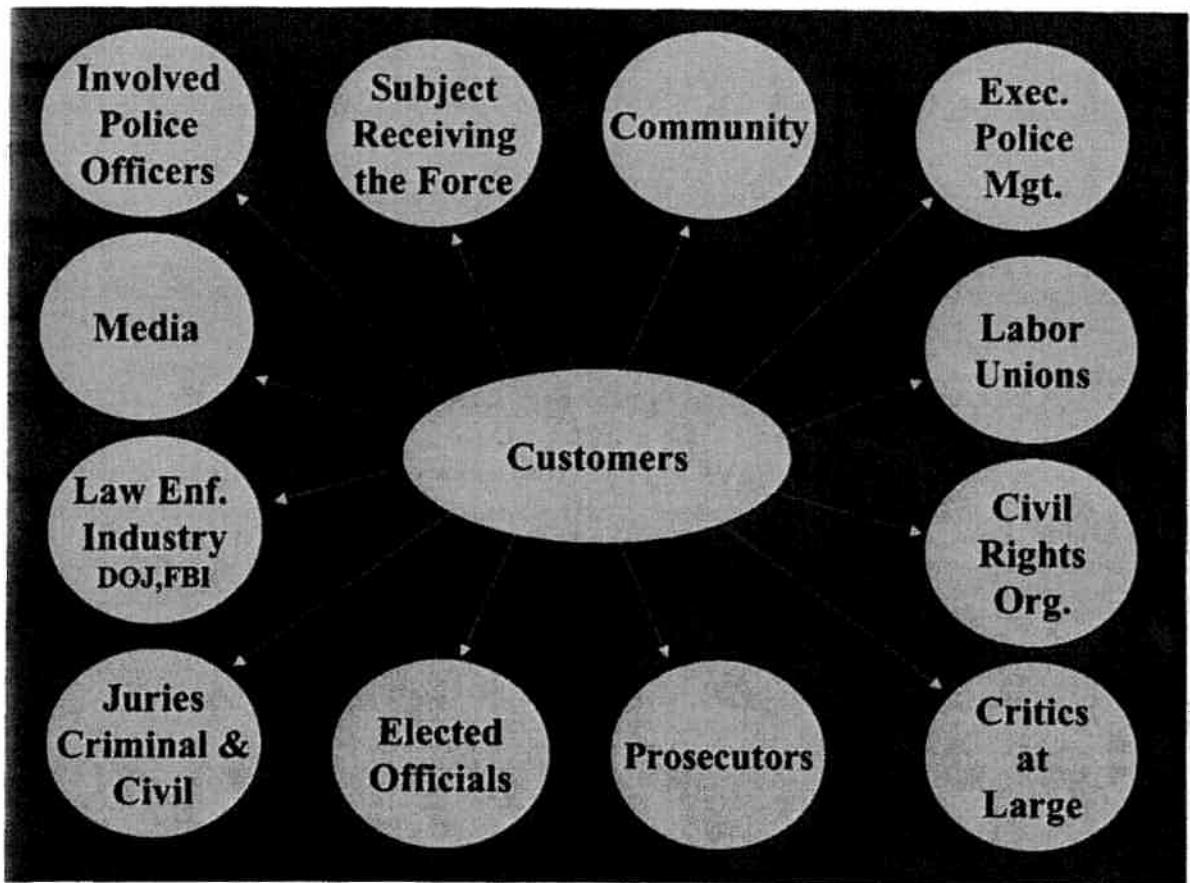 Involved
Police
Officers
Subject
Receiving
the Force
Community
Exec.
Police
Mgt.
Media
Labor
Unions
Customers
Law Enf.
Industry
DOJ,FBI
Civil
Rights
Org.
Juries
Criminal &
Civil
Elected
Officials
Prosecutors
Critics
at
Large